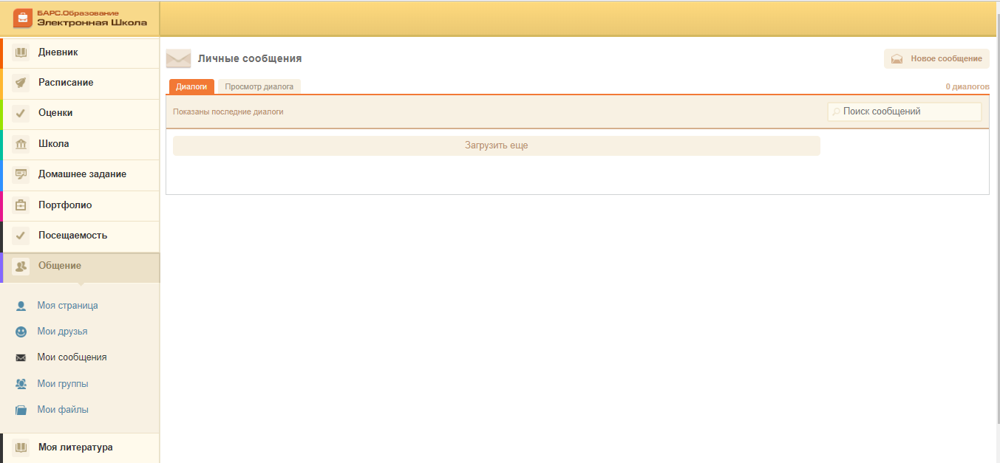 БАРС.Образование
Электронная Школа
Дневник
Расписание
Оценки
Школа
Домашнее задание
Портфолио
Посещаемость
Общение
Моя страница
Мои друзья
Мои сообщения
Мои группы
Мои файлы
Моя литература
Личные сообщения
Новое сообщение
Диалоги
Просмотр диалога
0 диалогов
Показаны последние диалоги
Поиск сообщений
Загрузить еще